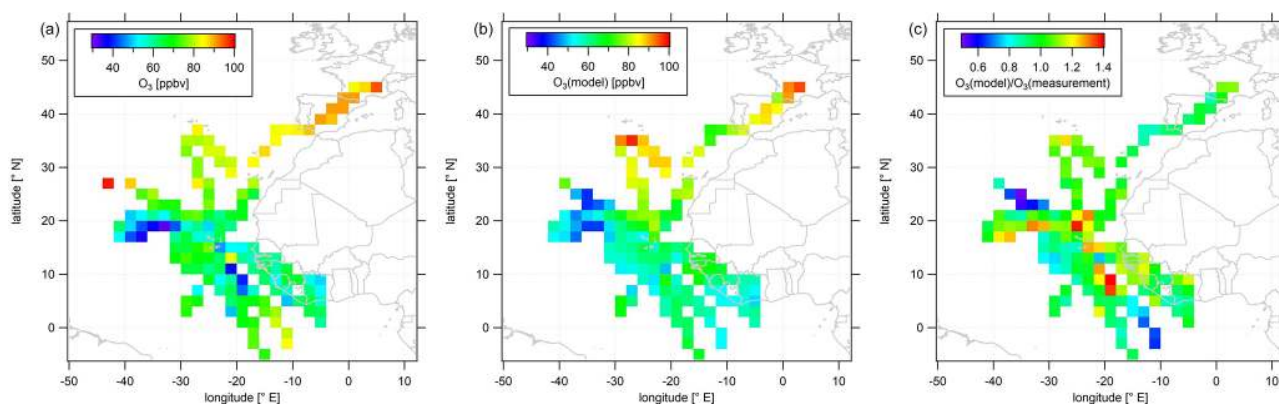 (a)
40 60 80 100
O₃ [ppbv]
50
40
30
20
10
0
latitude [° N]
-50 -40 -30 -20 -10 0 10
longitude [° E]
(b)
40 60 80 100
O₃(model) [ppbv]
50
40
30
20
10
0
latitude [° N]
-50 -40 -30 -20 -10 0 10
longitude [° E]
(c)
0.6 0.8 1.0 1.2 1.4
O₃(model)/O₃(measurement)
50
40
30
20
10
0
latitude [° N]
-50 -40 -30 -20 -10 0 10
longitude [° E]